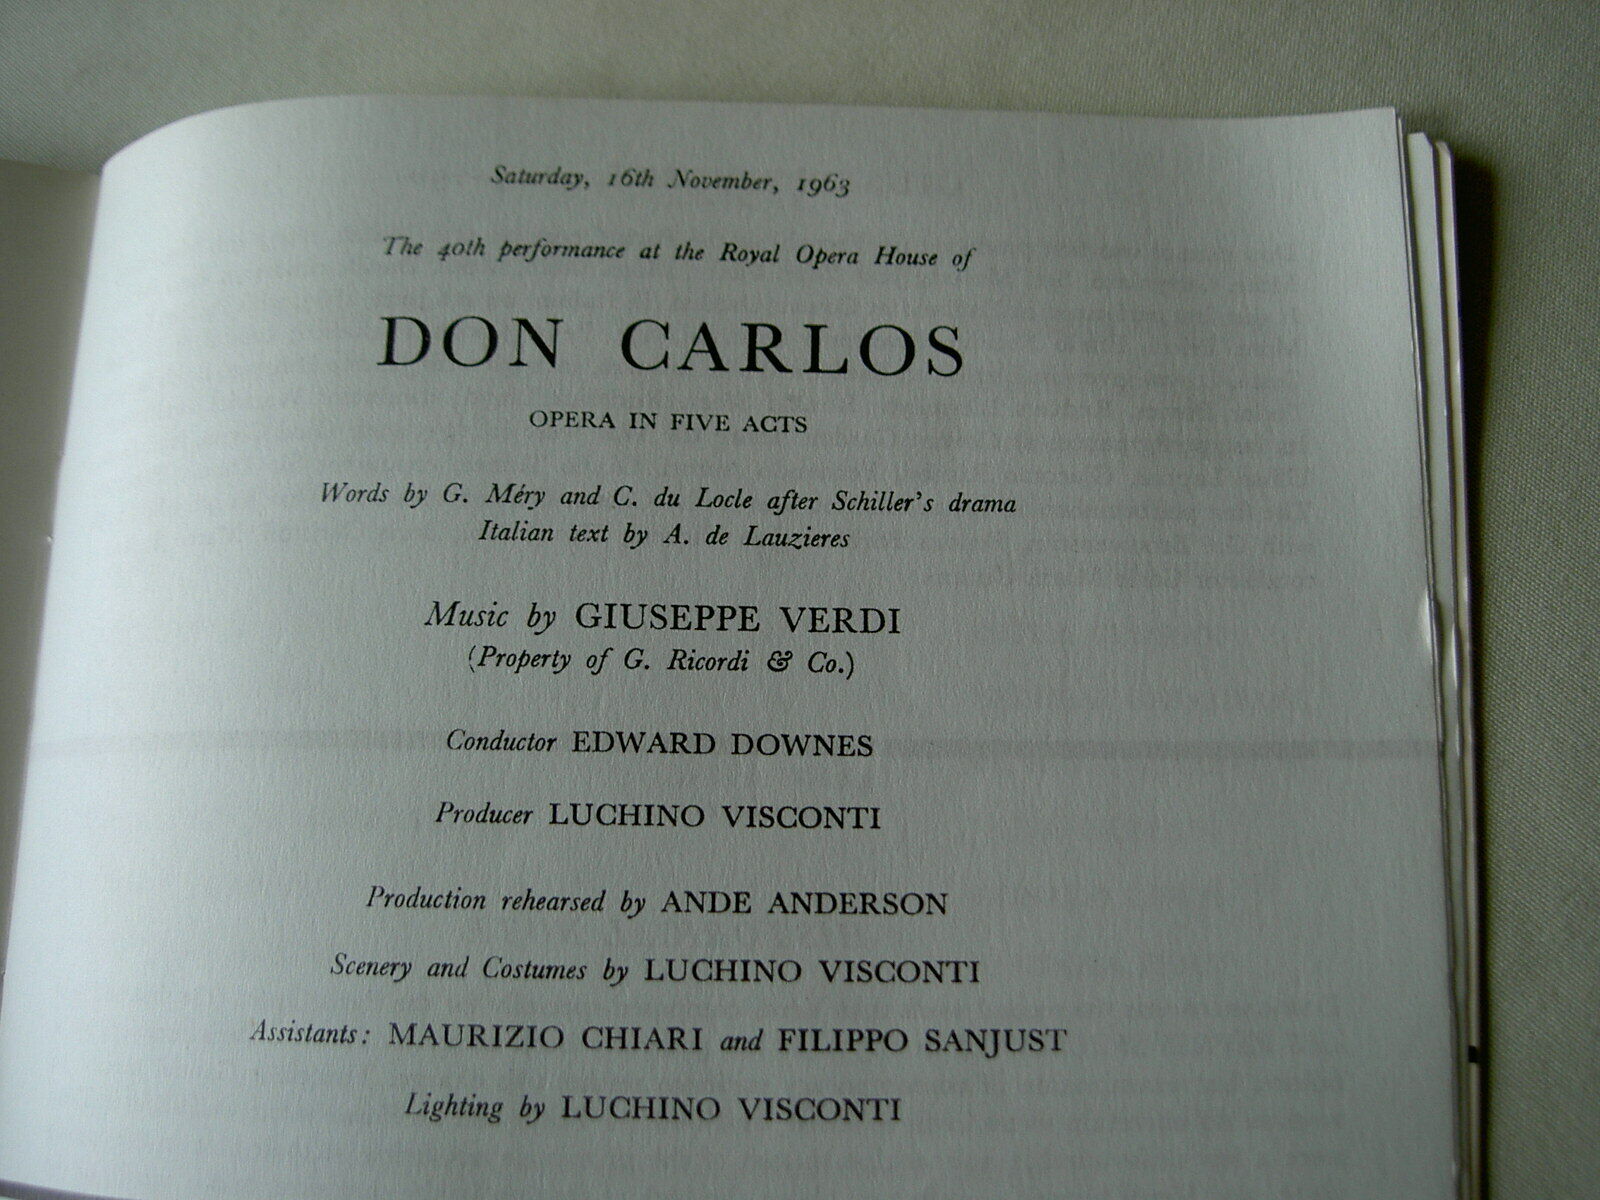 Saturday, 16th November, 1963
The 40th performance at the Royal Opera House of
DON CARLOS
OPERA IN FIVE ACTS
Words by G. Méry and C. du Locle after Schiller's drama
Italian text by A. de Lauzieres
Music by GIUSEPPE VERDI
(Property of G. Ricordi & Co.)
Conductor EDWARD DOWNES
Producer LUCHINO VISCONTI
Production rehearsed by ANDE ANDERSON
Scenery and Costumes by LUCHINO VISCONTI
Assistants: MAURIZIO CHIARI and FILIPPO SANJUST
Lighting by LUCHINO VISCONTI